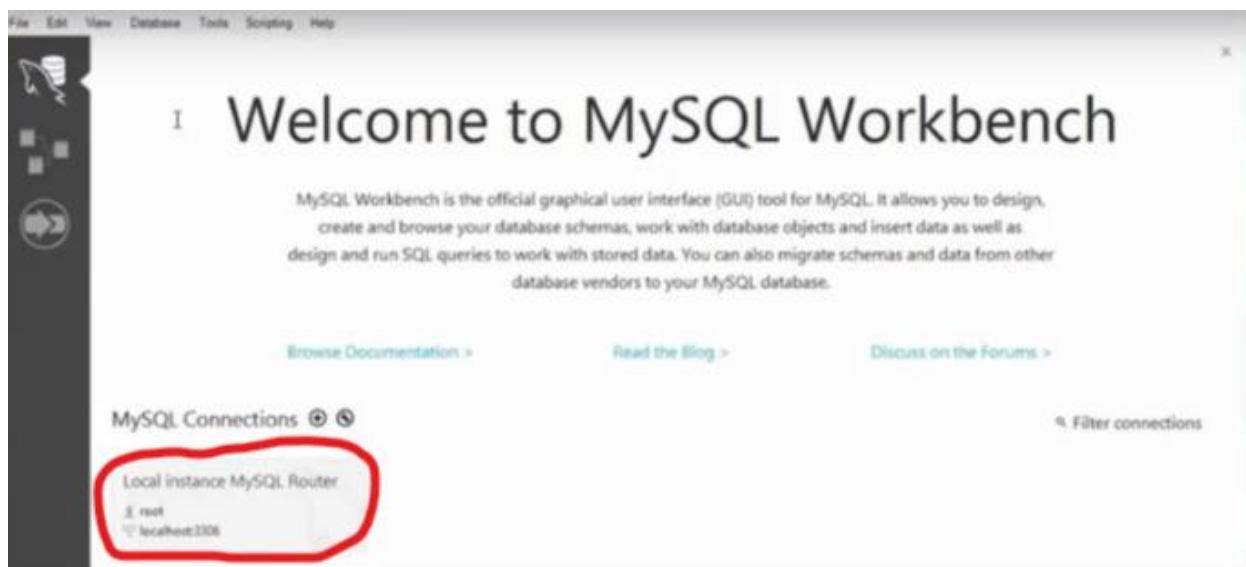 File Edit View Database Tools Scripting Help
Welcome to MySQL Workbench
MySQL Workbench is the official graphical user interface (GUI) tool for MySQL. It allows you to design,
create and browse your database schemas, work with database objects and insert data as well as
design and run SQL queries to work with stored data. You can also migrate schemas and data from other
database vendors to your MySQL database.
Browse Documentation > Read the Blog > Discuss on the Forums >
MySQL Connections Filter connections
Local instance MySQL Router
root
localhost:3306